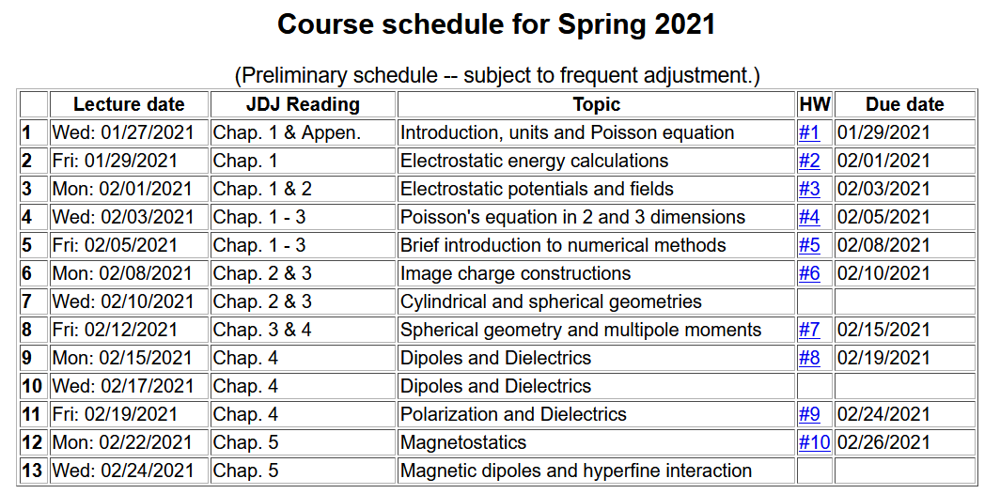 Course schedule for Spring 2021
(Preliminary schedule -- subject to frequent adjustment.)
Lecture date JDJ Reading Topic HW Due date
1 Wed: 01/27/2021 Chap. 1 & Appen. Introduction, units and Poisson equation #1 01/29/2021
2 Fri: 01/29/2021 Chap. 1 Electrostatic energy calculations #2 02/01/2021
3 Mon: 02/01/2021 Chap. 1 & 2 Electrostatic potentials and fields #3 02/03/2021
4 Wed: 02/03/2021 Chap. 1 - 3 Poisson's equation in 2 and 3 dimensions #4 02/05/2021
5 Fri: 02/05/2021 Chap. 1 - 3 Brief introduction to numerical methods #5 02/08/2021
6 Mon: 02/08/2021 Chap. 2 & 3 Image charge constructions #6 02/10/2021
7 Wed: 02/10/2021 Chap. 2 & 3 Cylindrical and spherical geometries
8 Fri: 02/12/2021 Chap. 3 & 4 Spherical geometry and multipole moments #7 02/15/2021
9 Mon: 02/15/2021 Chap. 4 Dipoles and Dielectrics #8 02/19/2021
10 Wed: 02/17/2021 Chap. 4 Dipoles and Dielectrics
11 Fri: 02/19/2021 Chap. 4 Polarization and Dielectrics #9 02/24/2021
12 Mon: 02/22/2021 Chap. 5 Magnetostatics #10 02/26/2021
13 Wed: 02/24/2021 Chap. 5 Magnetic dipoles and hyperfine interaction